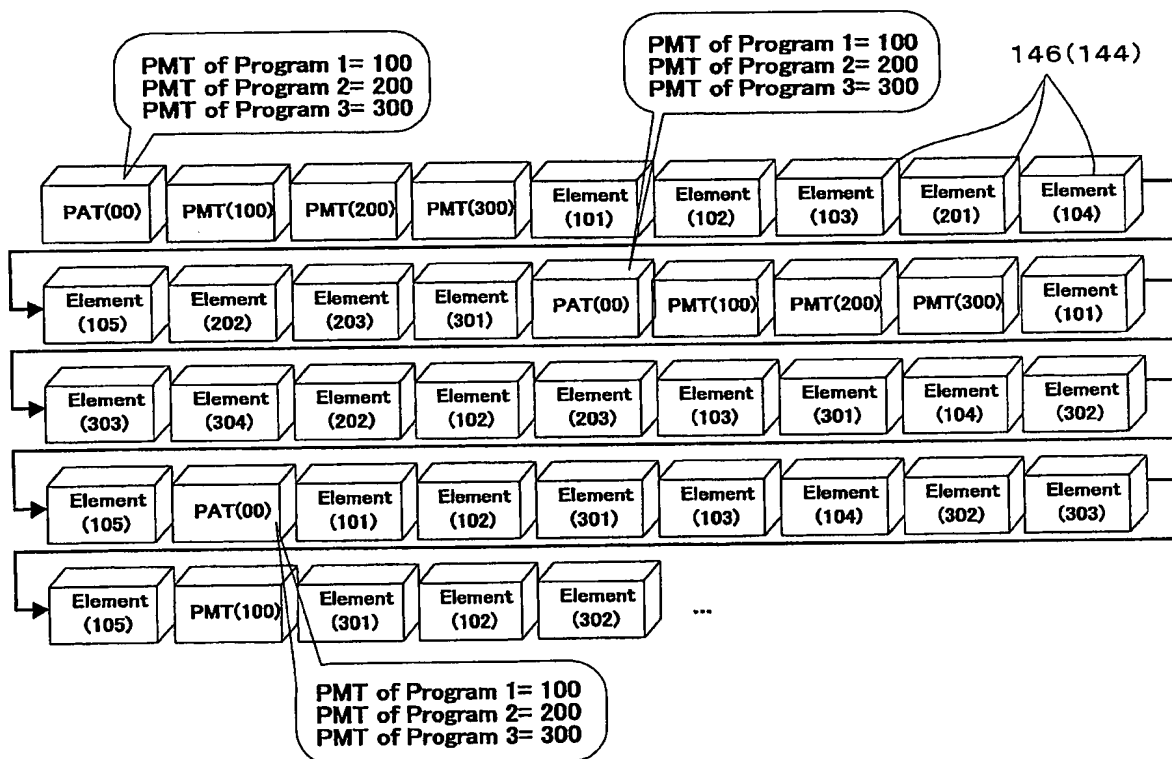 PMT of Program 1= 100
PMT of Program 2= 200
PMT of Program 3= 300
PMT of Program 1= 100
PMT of Program 2= 200
PMT of Program 3= 300
146(144)
PAT(00) PMT(100) PMT(200) PMT(300) Element (101) Element (102) Element (103) Element (201) Element (104)
Element (105) Element (202) Element (203) Element (301) PAT(00) PMT(100) PMT(200) PMT(300) Element (101)
Element (303) Element (304) Element (202) Element (102) Element (203) Element (103) Element (301) Element (104) Element (302)
Element (105) PAT(00) Element (101) Element (102) Element (301) Element (103) Element (104) Element (302) Element (303)
Element (105) PMT(100) Element (301) Element (102) Element (302) ...
PMT of Program 1= 100
PMT of Program 2= 200
PMT of Program 3= 300